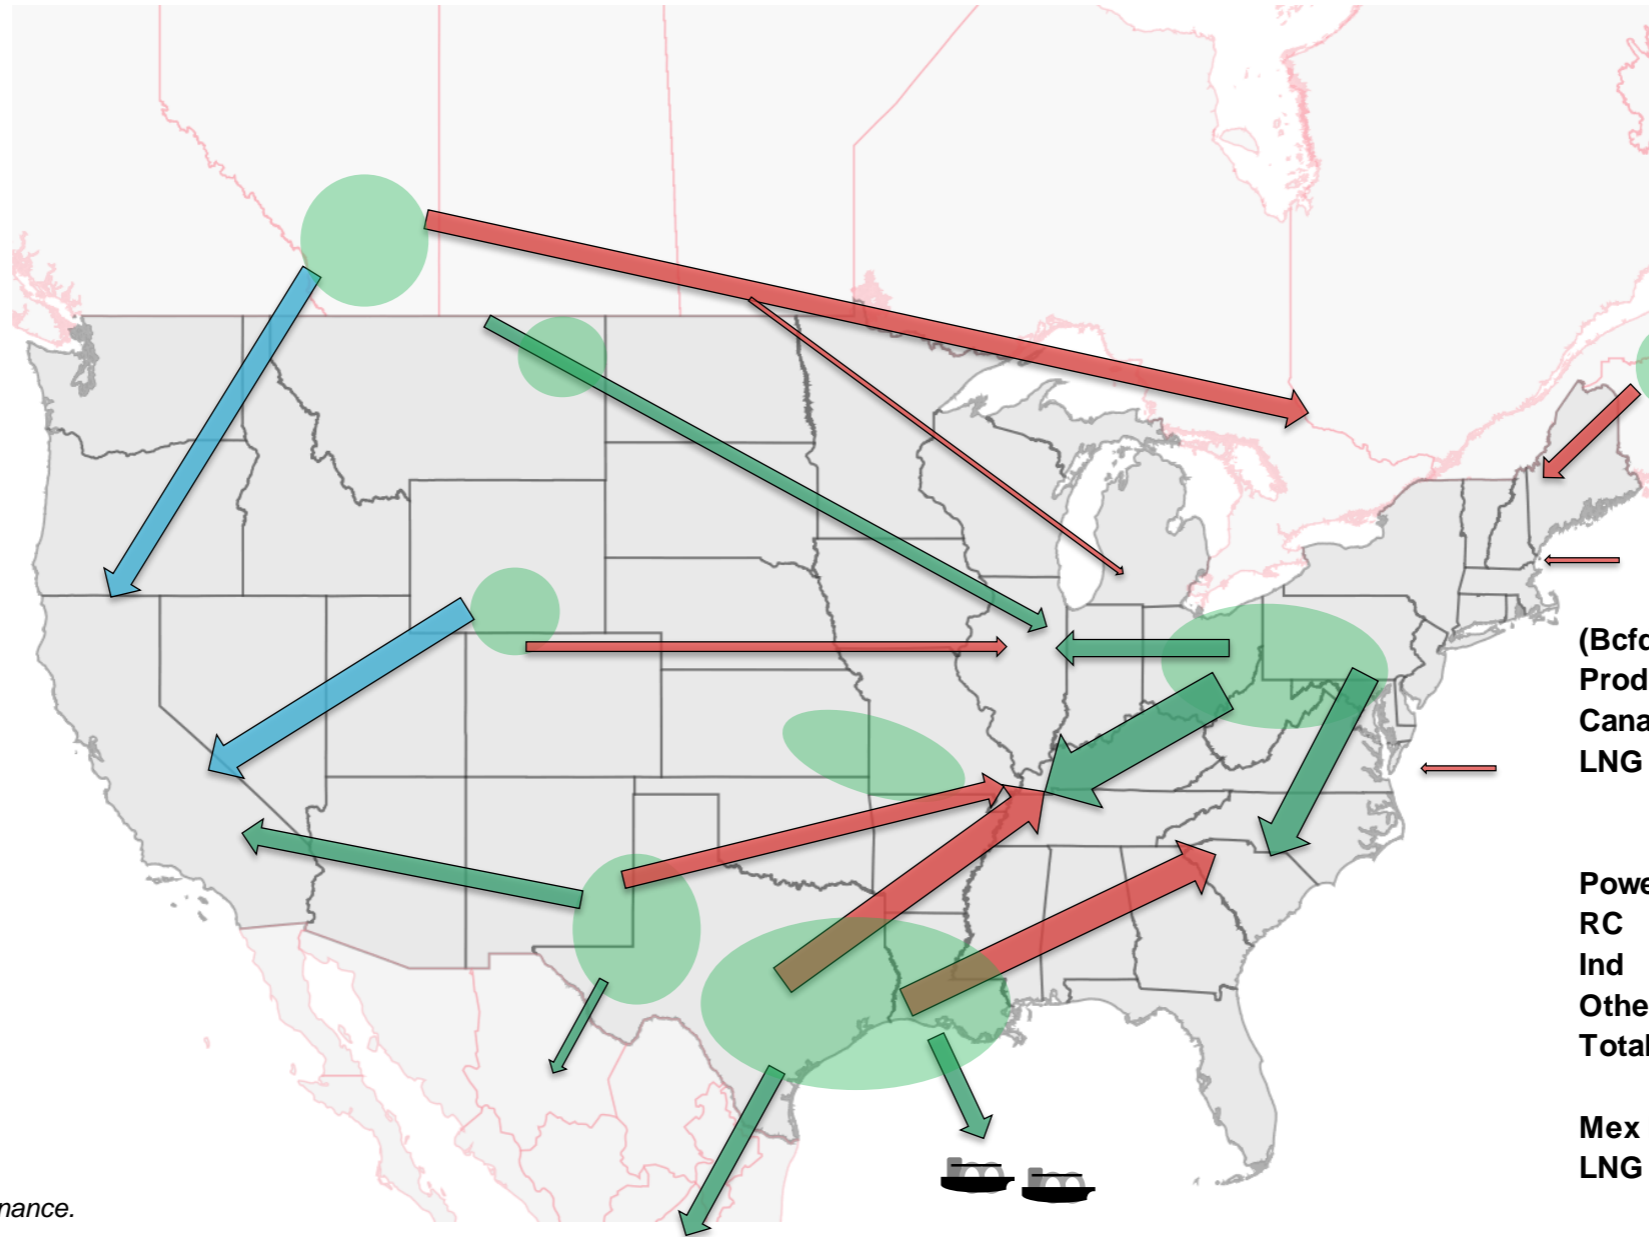 (Bcfd
Prod
Cana
LNG
Powe
RC
Ind
Othe
Total
Mex
LNG
nance.